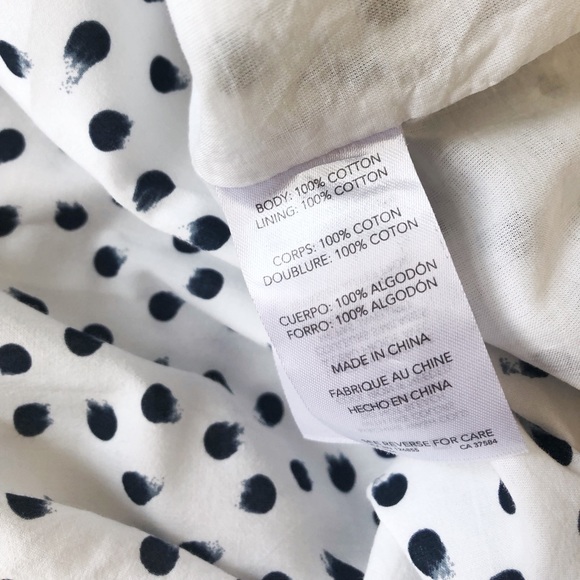 BODY: 100% COTTON
LINING: 100% COTTON
CORPS: 100% COTON
DOUBLURE: 100% COTON
CUERPO: 100% ALGODÓN
FORRO: 100% ALGODÓN
MADE IN CHINA
FABRIQUE AU CHINE
HECHO EN CHINA
REVERSE FOR CARE
CA 37584